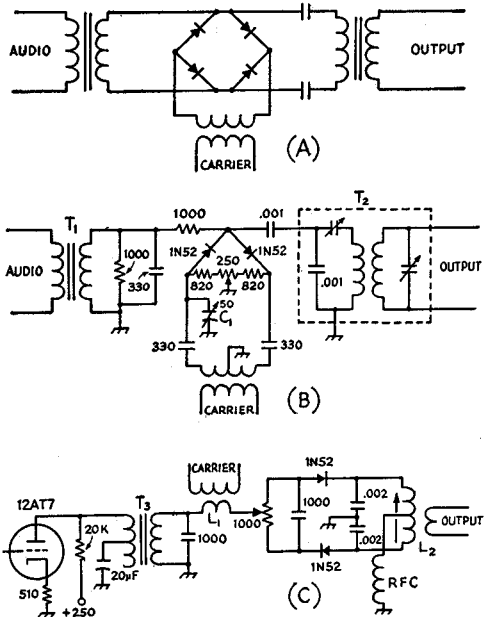 AUDIO
OUTPUT
CARRIER
(A)
T1
T2
1000
.001
1N52
1N52
1000
330
250
820
820
.001
AUDIO
OUTPUT
50
C1
330
330
CARRIER
(B)
CARRIER
1N52
12AT7
T3
20K
L1
1000
1000
1000
.002
.002
OUTPUT
L2
510
20µF
1N52
+250
RFC
(C)